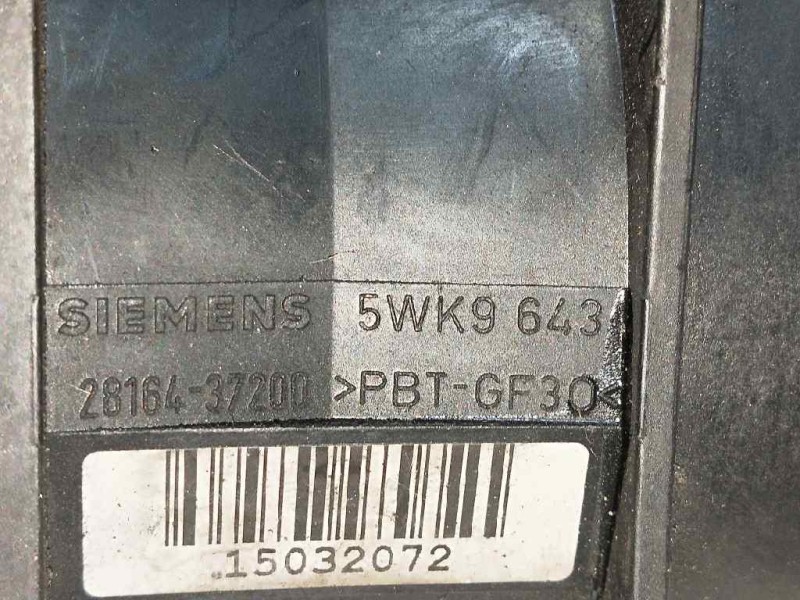 SIEMENS 5WK9 643
28164-37200 >PBT-GF30<
15032072